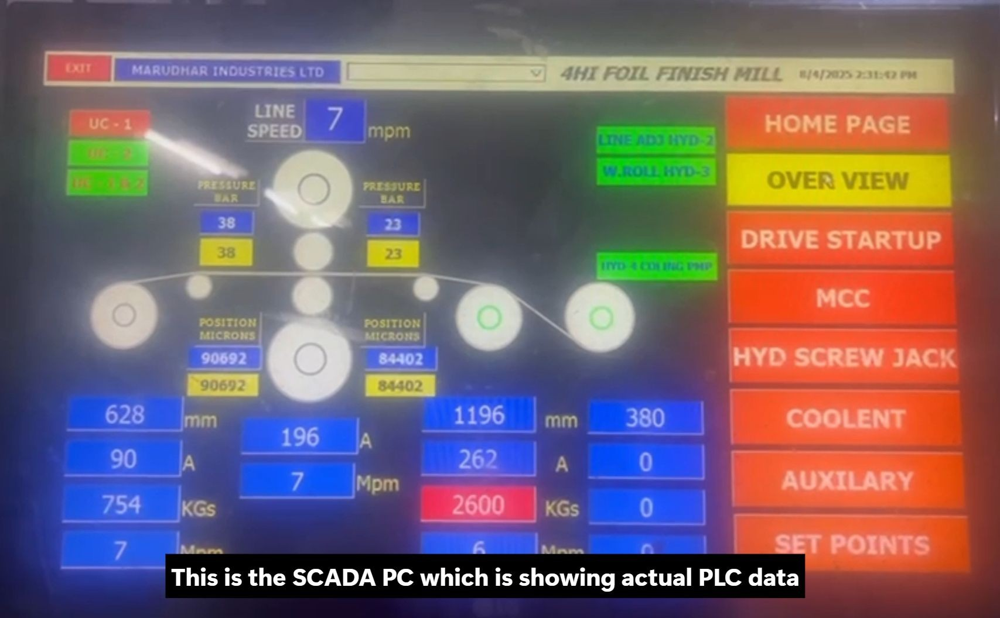 EXIT
MARUDHAR INDUSTRIES LTD
4HI FOIL FINISH MILL
8/4/2025 2:31:42 PM
UC - 1
UC - 2
UC - 1 & 2
LINE
SPEED
7
mpm
LINE ADJ HYD-2
W.ROLL HYD-3
HYD 4 COLING PMP
PRESSURE
BAR
38
38
PRESSURE
BAR
23
23
POSITION
MICRONS
90692
90692
POSITION
MICRONS
84402
84402
628 mm
90 A
754 KGs
7 Mpm
196 A
7 Mpm
1196 mm 380
262 A 0
2600 KGs 0
6 Mpm 0
HOME PAGE
OVER VIEW
DRIVE STARTUP
MCC
HYD SCREW JACK
COOLENT
AUXILARY
SET POINTS
This is the SCADA PC which is showing actual PLC data